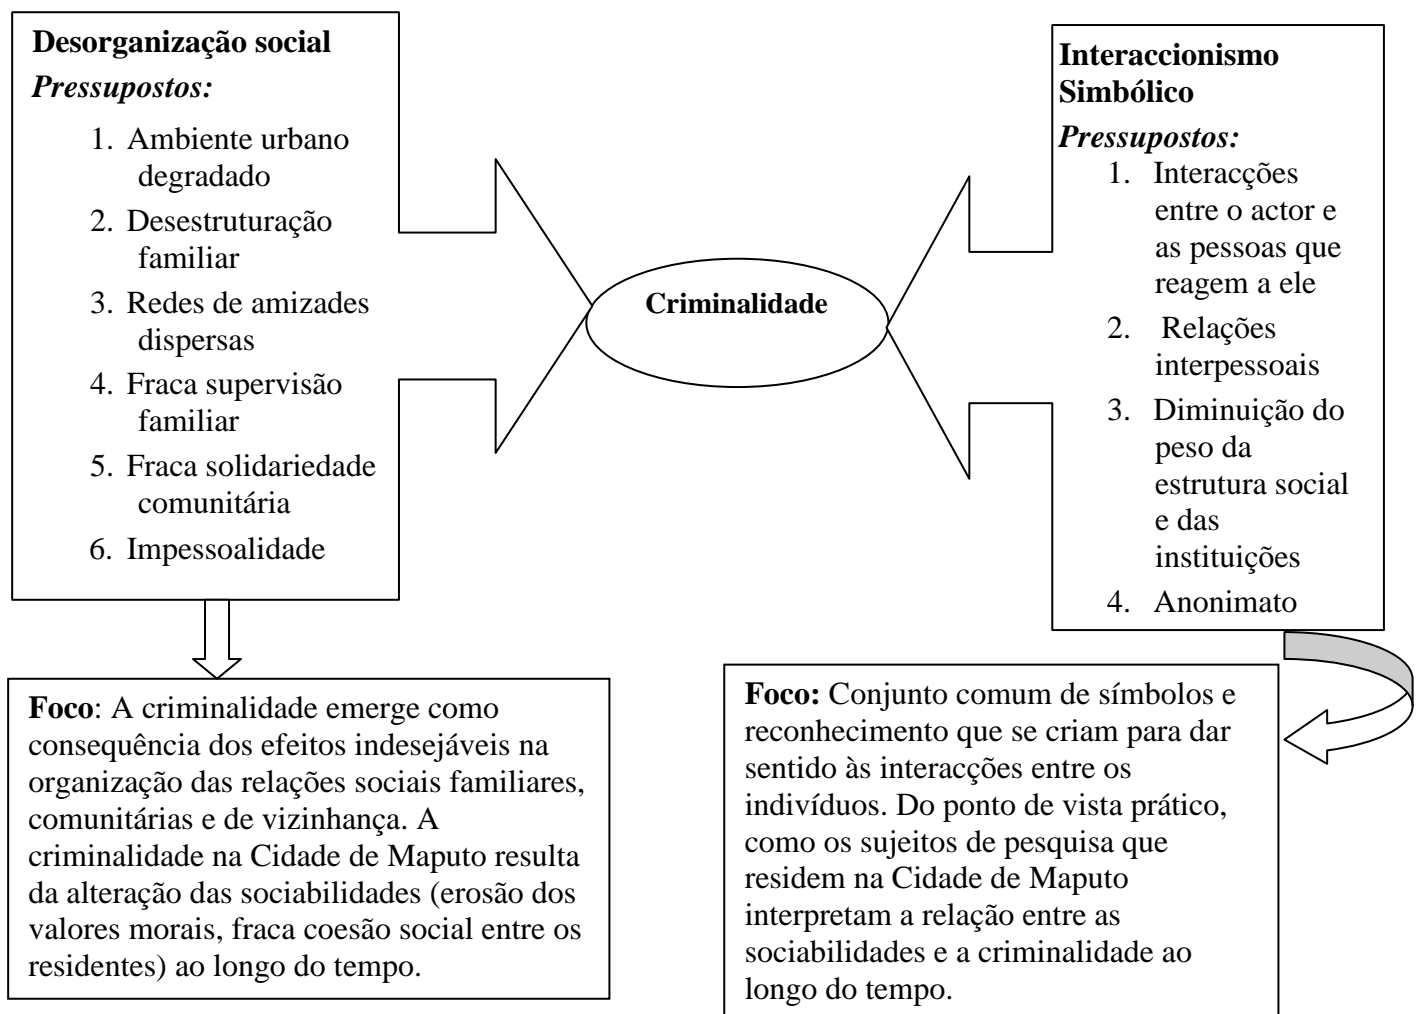 Desorganização social
Pressupostos:
1. Ambiente urbano
degradado
2. Desestruturação
familiar
3. Redes de amizades
dispersas
4. Fraca supervisão
familiar
5. Fraca solidariedade
comunitária
6. Impessoalidade
Criminalidade
Interaccionismo
Simbólico
Pressupostos:
1. Interacções
entre o actor e
as pessoas que
reagem a ele
2. Relações
interpessoais
3. Diminuição do
peso da
estrutura social
e das
instituições
4. Anonimato
Foco: A criminalidade emerge como
consequência dos efeitos indesejáveis na
organização das relações sociais familiares,
comunitárias e de vizinhança. A
criminalidade na Cidade de Maputo resulta
da alteração das sociabilidades (erosão dos
valores morais, fraca coesão social entre os
residentes) ao longo do tempo.
Foco: Conjunto comum de símbolos e
reconhecimento que se criam para dar
sentido às interacções entre os
indivíduos. Do ponto de vista prático,
como os sujeitos de pesquisa que
residem na Cidade de Maputo
interpretam a relação entre as
sociabilidades e a criminalidade ao
longo do tempo.